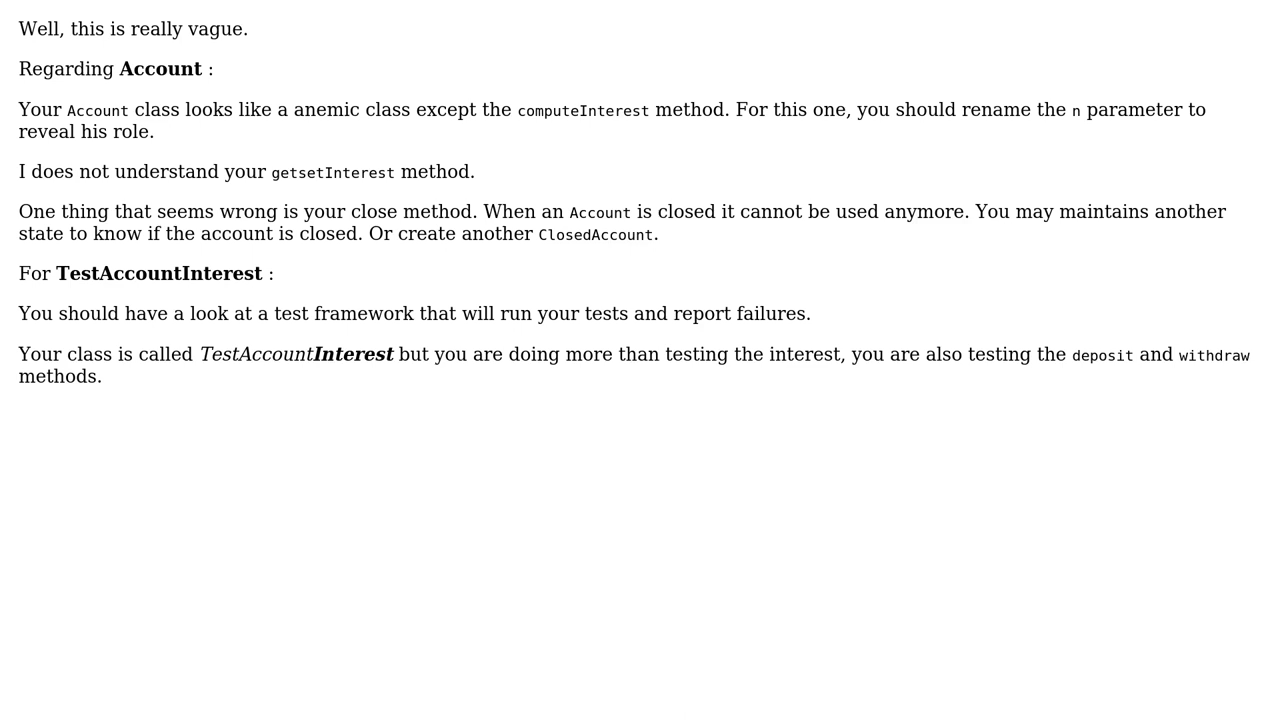 Well, this is really vague.
Regarding Account :
Your Account class looks like a anemic class except the computeInterest method. For this one, you should rename the n parameter to
reveal his role.
I does not understand your getsetInterest method.
One thing that seems wrong is your close method. When an Account is closed it cannot be used anymore. You may maintains another
state to know if the account is closed. Or create another ClosedAccount.
For TestAccountInterest :
You should have a look at a test framework that will run your tests and report failures.
Your class is called TestAccountInterest but you are doing more than testing the interest, you are also testing the deposit and withdraw
methods.